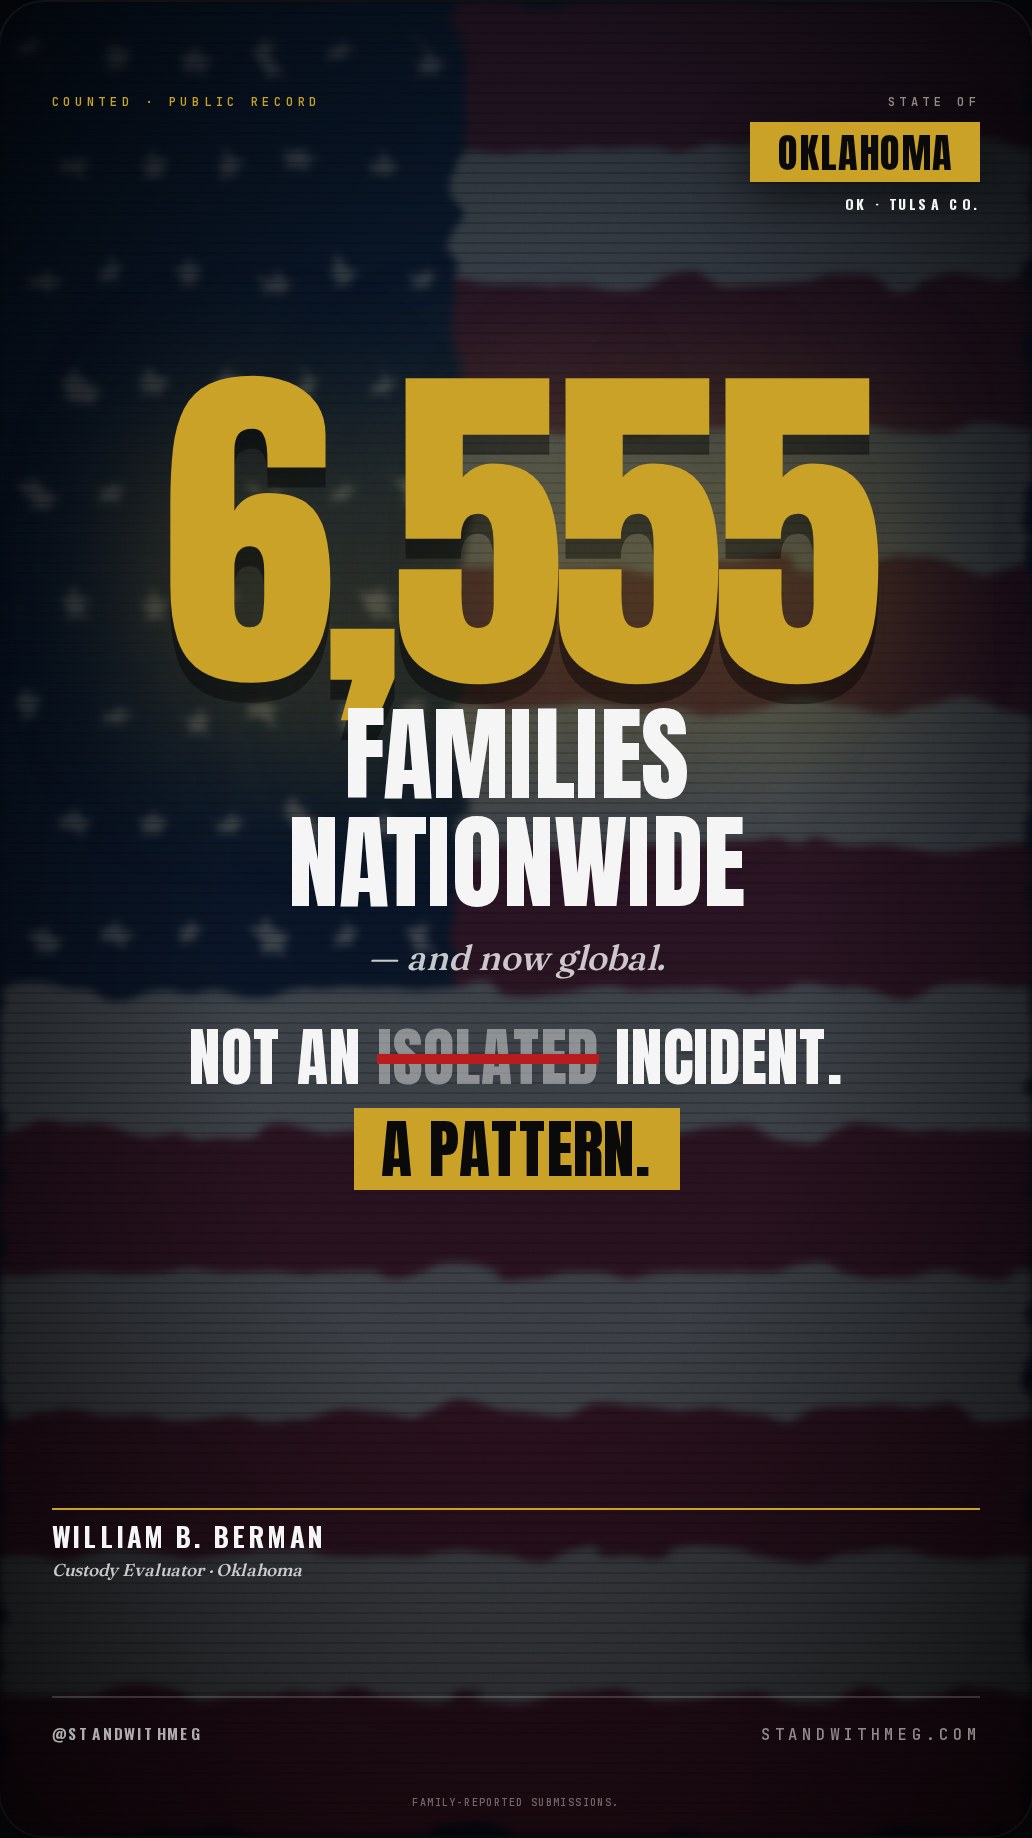 COUNTED · PUBLIC RECORD
STATE OF
OKLAHOMA
OK · TULSA CO.
6,555
FAMILIES
NATIONWIDE
— and now global.
NOT AN ISOLATED INCIDENT.
A PATTERN.
WILLIAM B. BERMAN
Custody Evaluator · Oklahoma
@STANDWITHMEG
STANDWITHMEG.COM
FAMILY-REPORTED SUBMISSIONS.